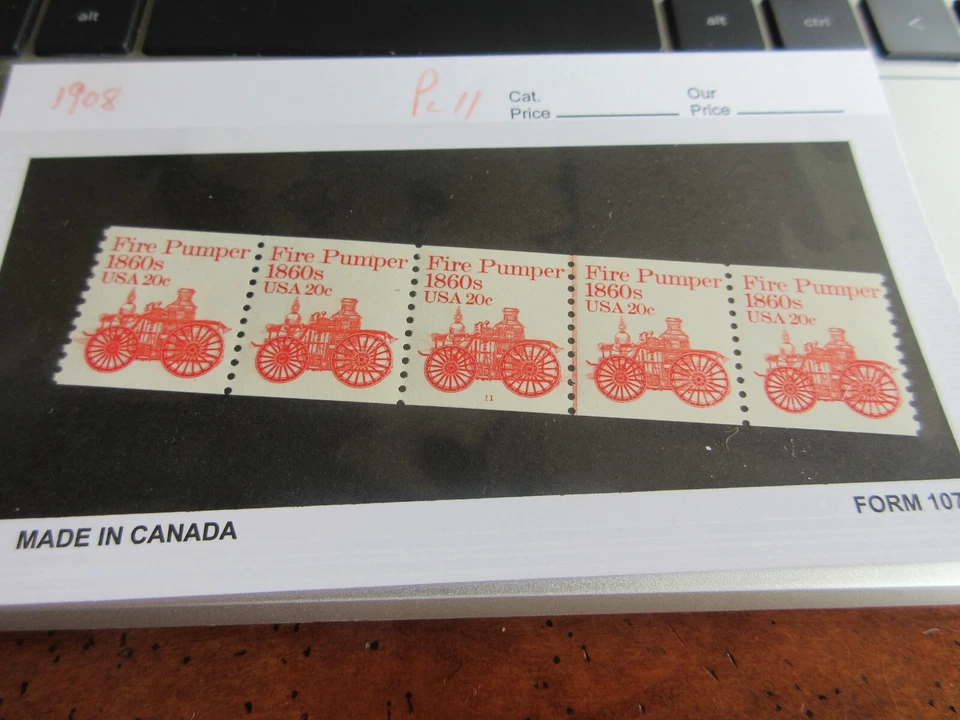 alt
alt
ctrl
<
1908
Pc 11
Cat.
Price
Our
Price
Fire Pumper
1860s
USA 20c
Fire Pumper
1860s
USA 20c
Fire Pumper
1860s
USA 20c
11
Fire Pumper
1860s
USA 20c
Fire Pumper
1860s
USA 20c
MADE IN CANADA
FORM 107